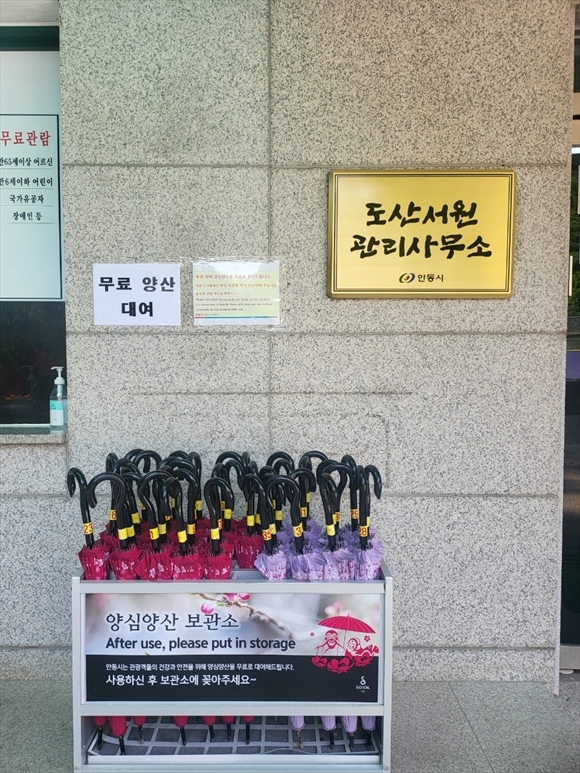 무료관람
만65세이상 어르신
만6세이하 어린이
국가유공자
장애인 등
도산서원
관리사무소
안동시
무료 양산
대여
양심양산 보관소
After use, please put in storage
안동시는 관광객들의 건강과 안전을 위해 양심양산을 무료로 대여해드립니다.
사용하신 후 보관소에 꽂아주세요~